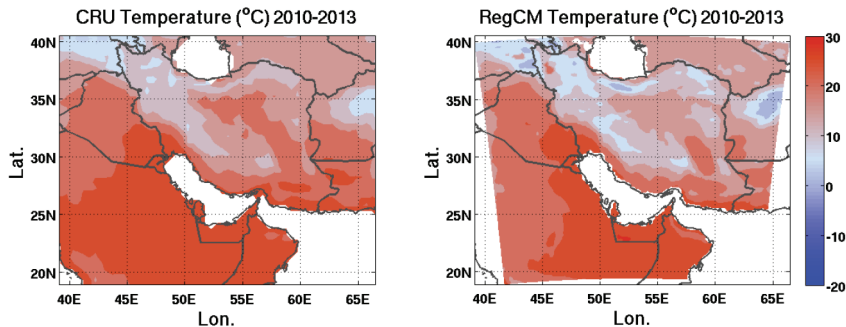 CRU Temperature (°C) 2010-2013
40N
35N
30N
25N
20N
Lat.
40E 45E 50E 55E 60E 65E
Lon.
RegCM Temperature (°C) 2010-2013
40N
35N
30N
25N
20N
Lat.
40E 45E 50E 55E 60E 65E
Lon.
30
20
10
0
-10
-20